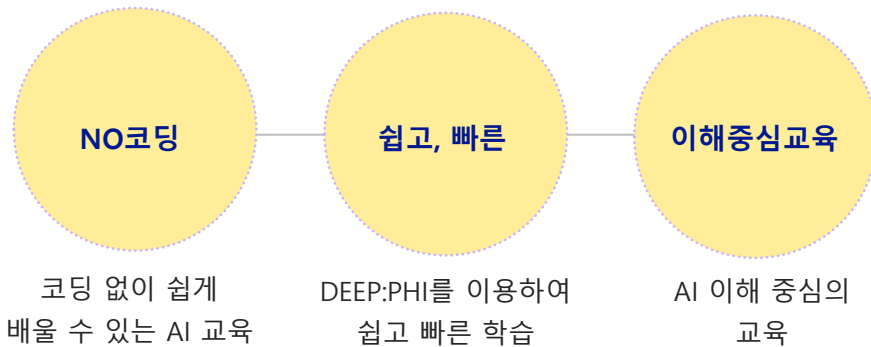 NO코딩
쉽고, 빠른
이해중심교육
코딩 없이 쉽게
배울 수 있는 AI 교육
DEEP:PHI를 이용하여
쉽고 빠른 학습
AI 이해 중심의
교육